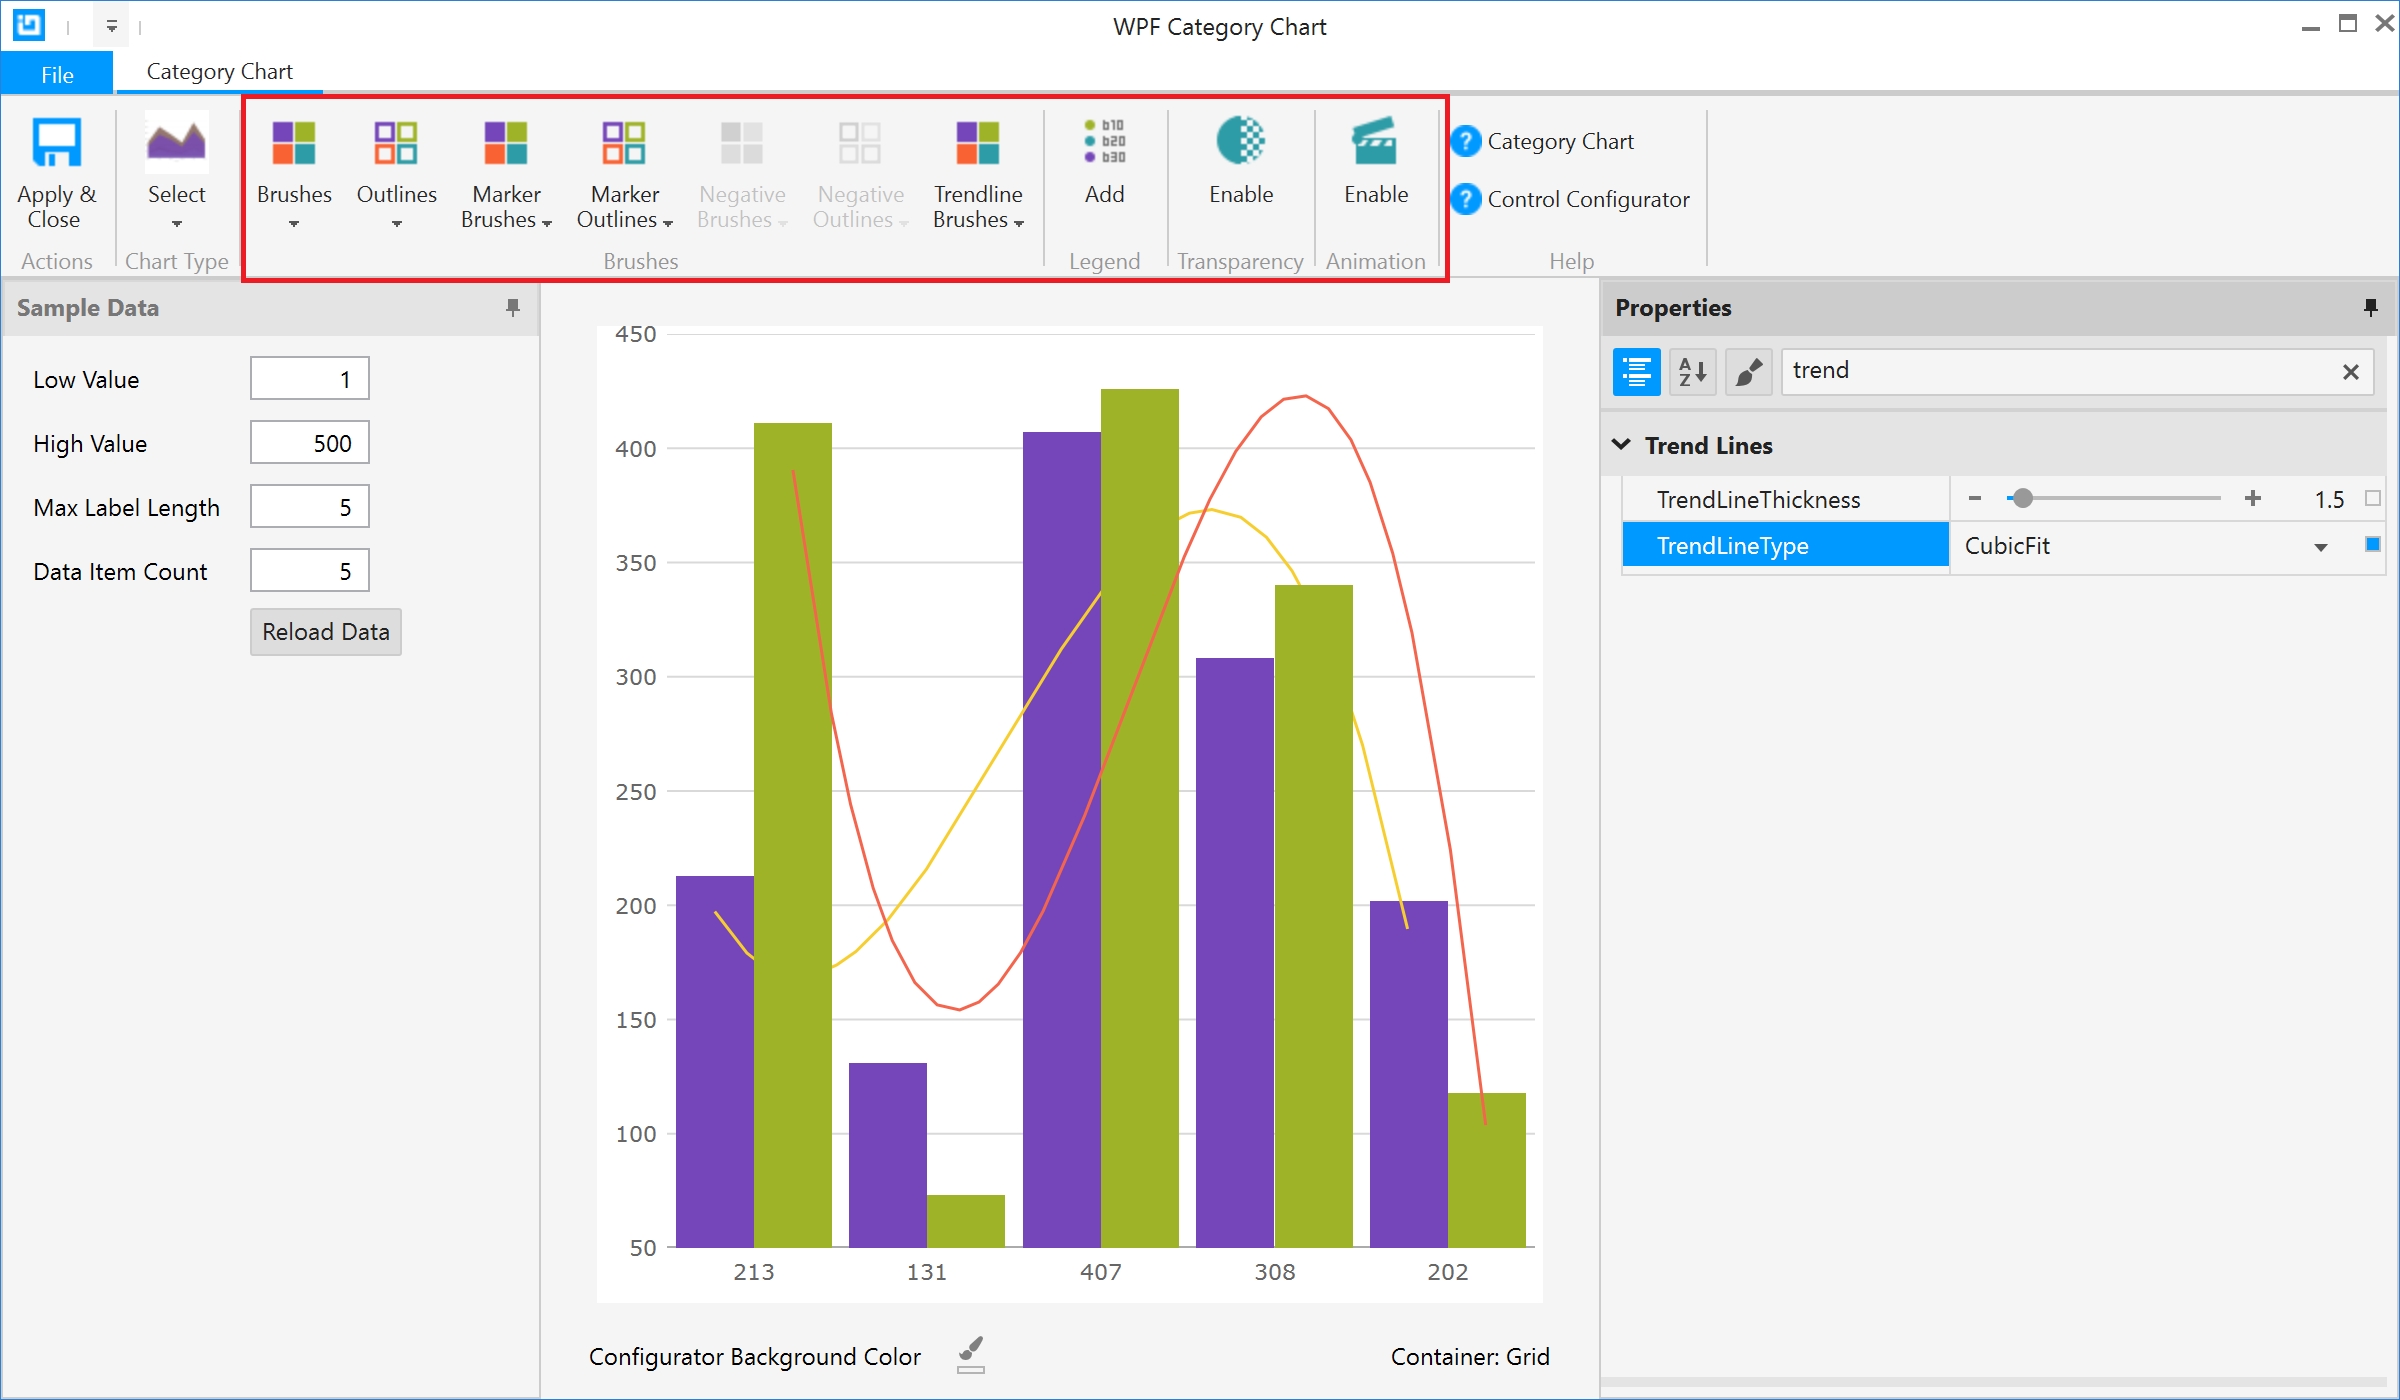 WPF Category Chart
File
Category Chart
Apply &
Close
Actions
Select
Chart Type
Brushes
Outlines
Marker
Brushes
Marker
Outlines
Negative
Brushes
Negative
Outlines
Trendline
Brushes
Brushes
b10
b20
b30
Add
Legend
Enable
Transparency
Enable
Animation
? Category Chart
? Control Configurator
Help
Sample Data
Low Value 1
High Value 500
Max Label Length 5
Data Item Count 5
Reload Data
450
400
350
300
250
200
150
100
50
213 131 407 308 202
Configurator Background Color
Container: Grid
Properties
A
Z
trend
Trend Lines
TrendLineThickness 1.5
TrendLineType CubicFit